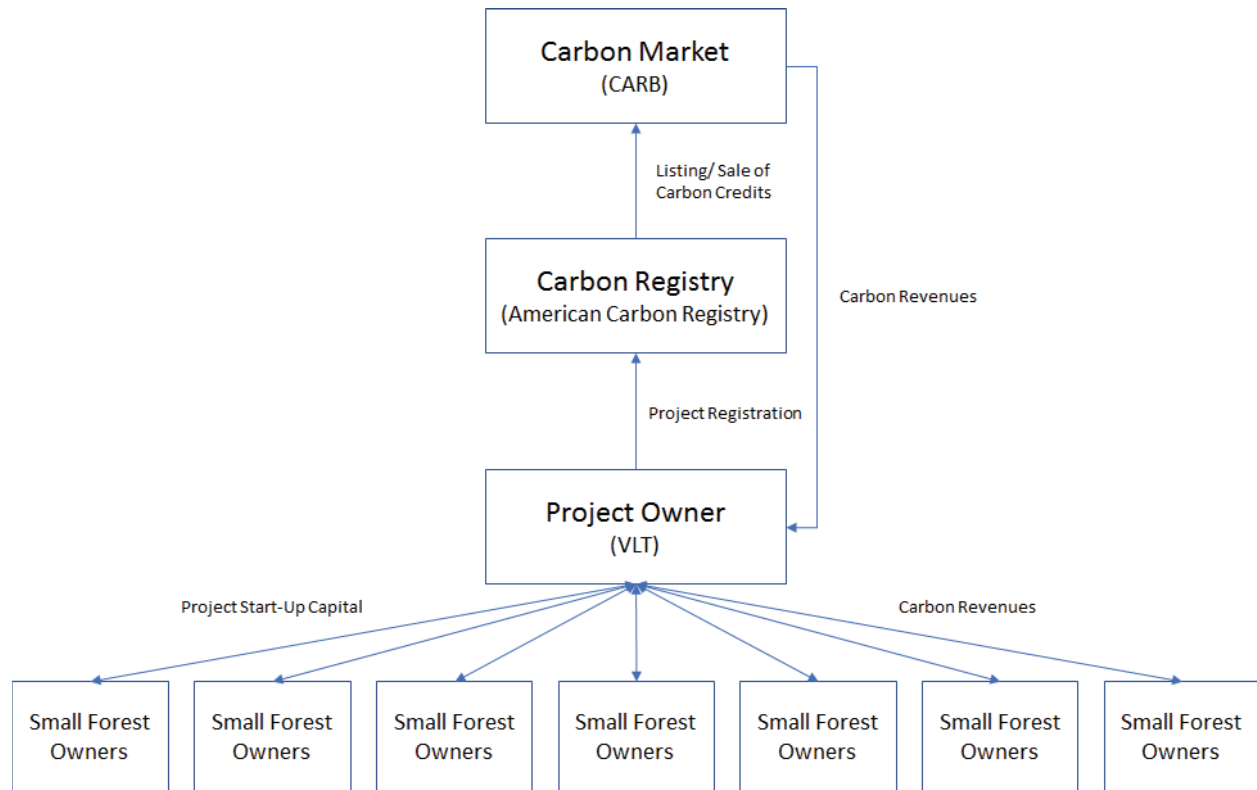 Carbon Market
(CARB)
Listing/ Sale of
Carbon Credits
Carbon Registry
(American Carbon Registry)
Carbon Revenues
Project Registration
Project Owner
(VLT)
Project Start-Up Capital
Carbon Revenues
Small Forest
Owners
Small Forest
Owners
Small Forest
Owners
Small Forest
Owners
Small Forest
Owners
Small Forest
Owners
Small Forest
Owners